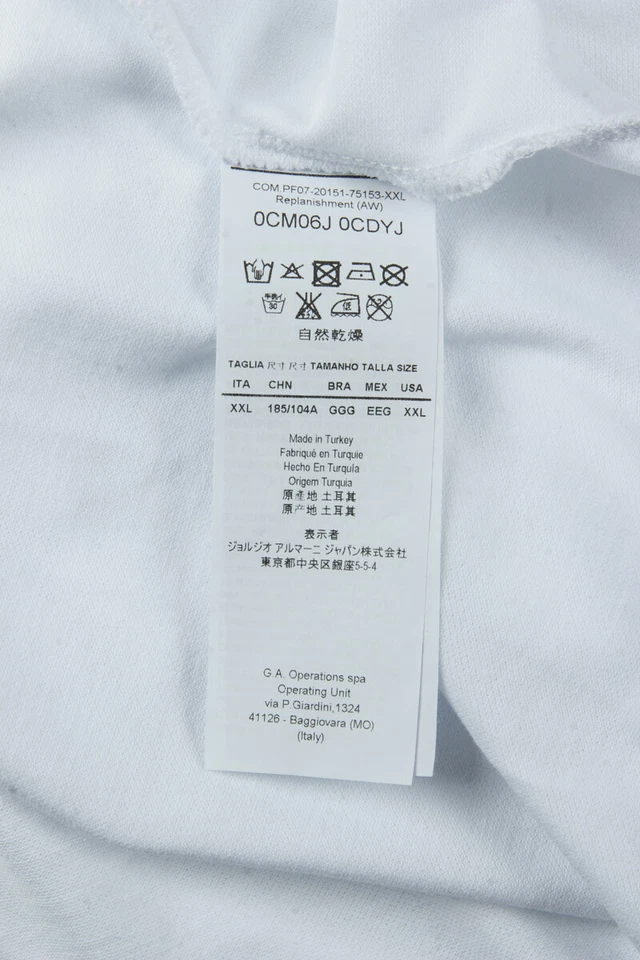 COM.PF07-20151-75153-XXL
Replanishment (AW)
0CM06J 0CDYJ
手洗イ
30
低
自然乾燥
TAGLIA 尺寸 尺寸 TAMANHO TALLA SIZE
ITA CHN BRA MEX USA
XXL 185/104A GGG EEG XXL
Made in Turkey
Fabriqué en Turquie
Hecho En Turquía
Origem Turquia
原產地 土耳其
原产地 土耳其
表示者
ジョルジオ アルマーニ ジャパン株式会社
東京都中央区銀座5-5-4
G.A. Operations spa
Operating Unit
via P.Giardini,1324
41126 - Baggiovara (MO)
(Italy)